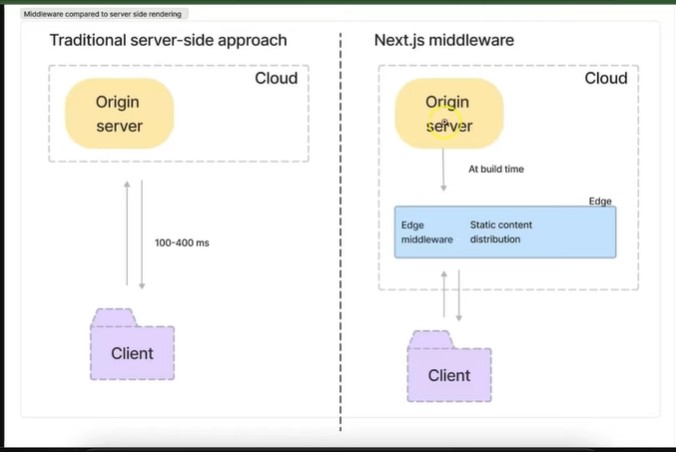 Middleware compared to server side rendering
Traditional server-side approach
Cloud
Origin
server
100-400 ms
Client
Next.js middleware
Cloud
Origin
server
At build time
Edge
Edge
middleware
Static content
distribution
Client